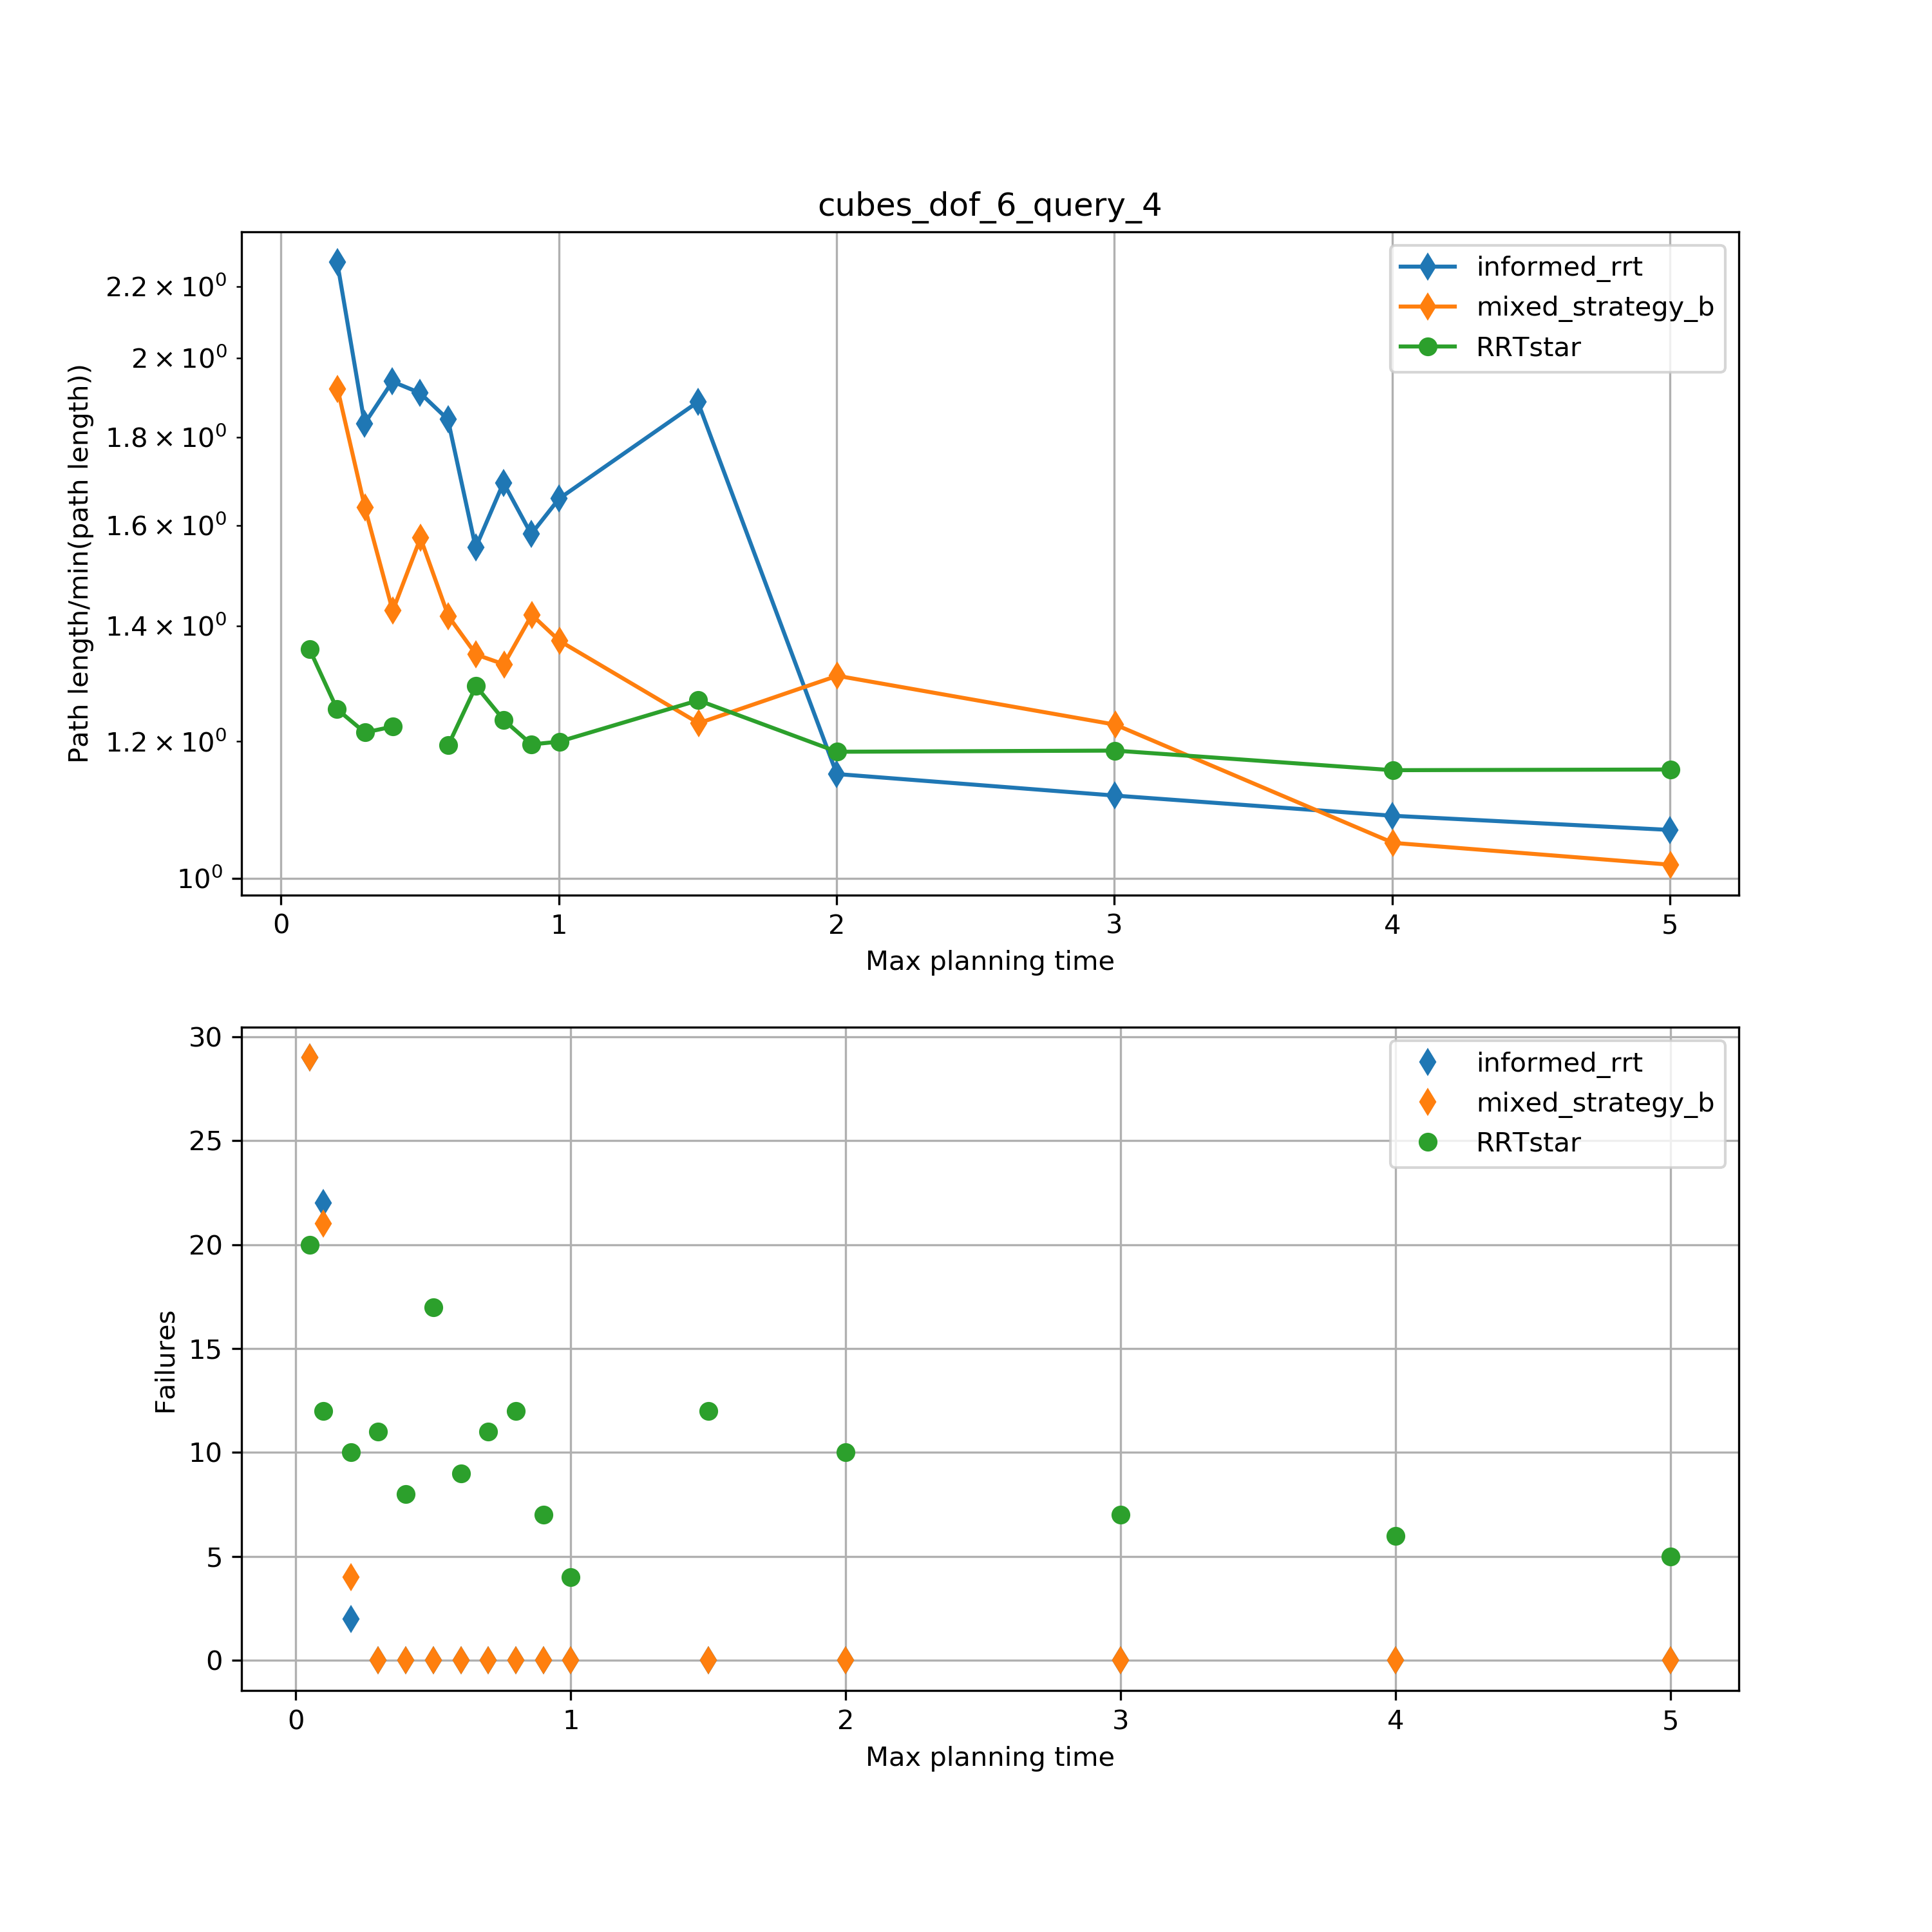 cubes_dof_6_query_4
Path length/min(path length))
2.2 × 10⁰
2 × 10⁰
1.8 × 10⁰
1.6 × 10⁰
1.4 × 10⁰
1.2 × 10⁰
10⁰
informed_rrt
mixed_strategy_b
RRTstar
0 1 2 3 4 5
Max planning time
Failures
30
25
20
15
10
5
0
informed_rrt
mixed_strategy_b
RRTstar
0 1 2 3 4 5
Max planning time